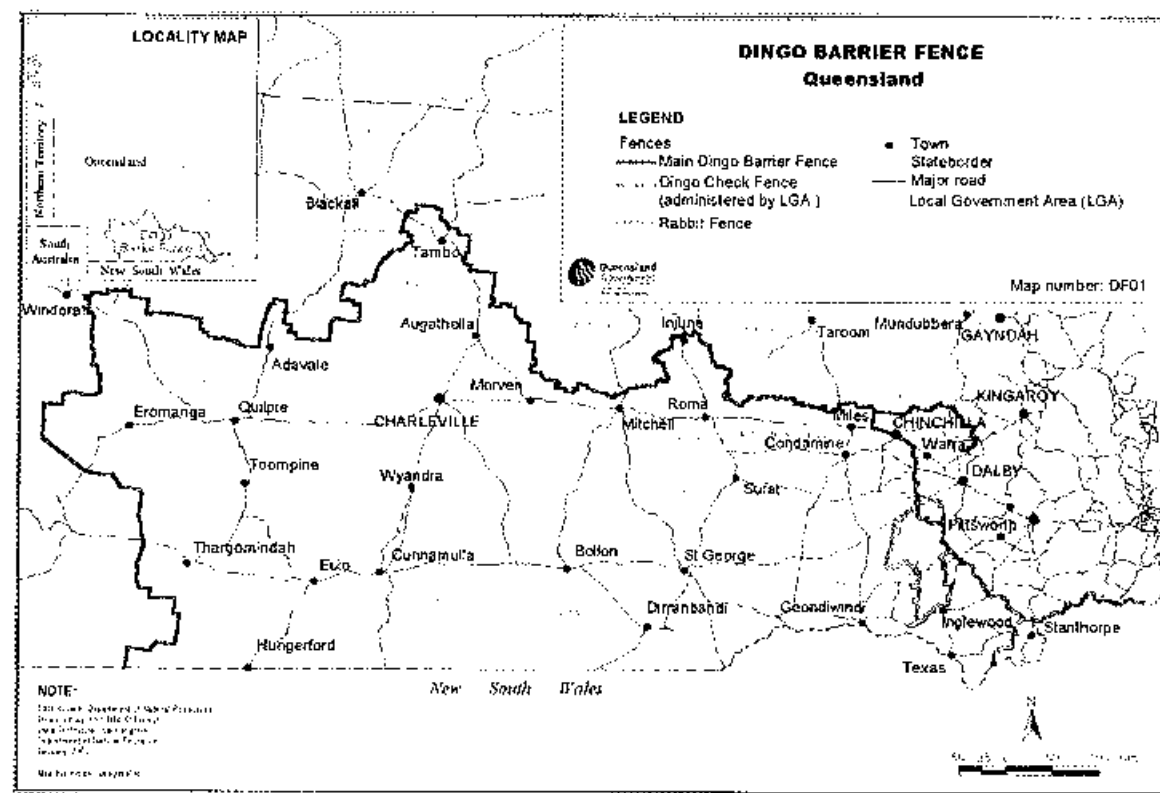 LOCALITY MAP
Northern Territory
Queensland
South
Australia
New South Wales
DINGO BARRIER FENCE
Queensland
LEGEND
Fences
Main Dingo Barrier Fence
Dingo Check Fence
(administered by LGA )
Rabbit Fence
Town
Stateborder
Major road
Local Government Area (LGA)
Queensland
Government
Map number: DF01
Blackall
Tambo
Windorah
Augathella
Injune
Taroom
Mundubbera
GAYNDAH
Adavale
Morven
Roma
Miles
KINGAROY
Eromanga
Quilpie
CHARLEVILLE
Mitchell
CHINCHILLA
Condamine
Warra
Toompine
Wyandra
Surat
DALBY
Pittsworth
Thargomindah
Eulo
Cunnamulla
Bollon
St George
Dirranbandi
Goondiwindi
Inglewood
Stanthorpe
Hungerford
Texas
New South Wales
NOTE:
N